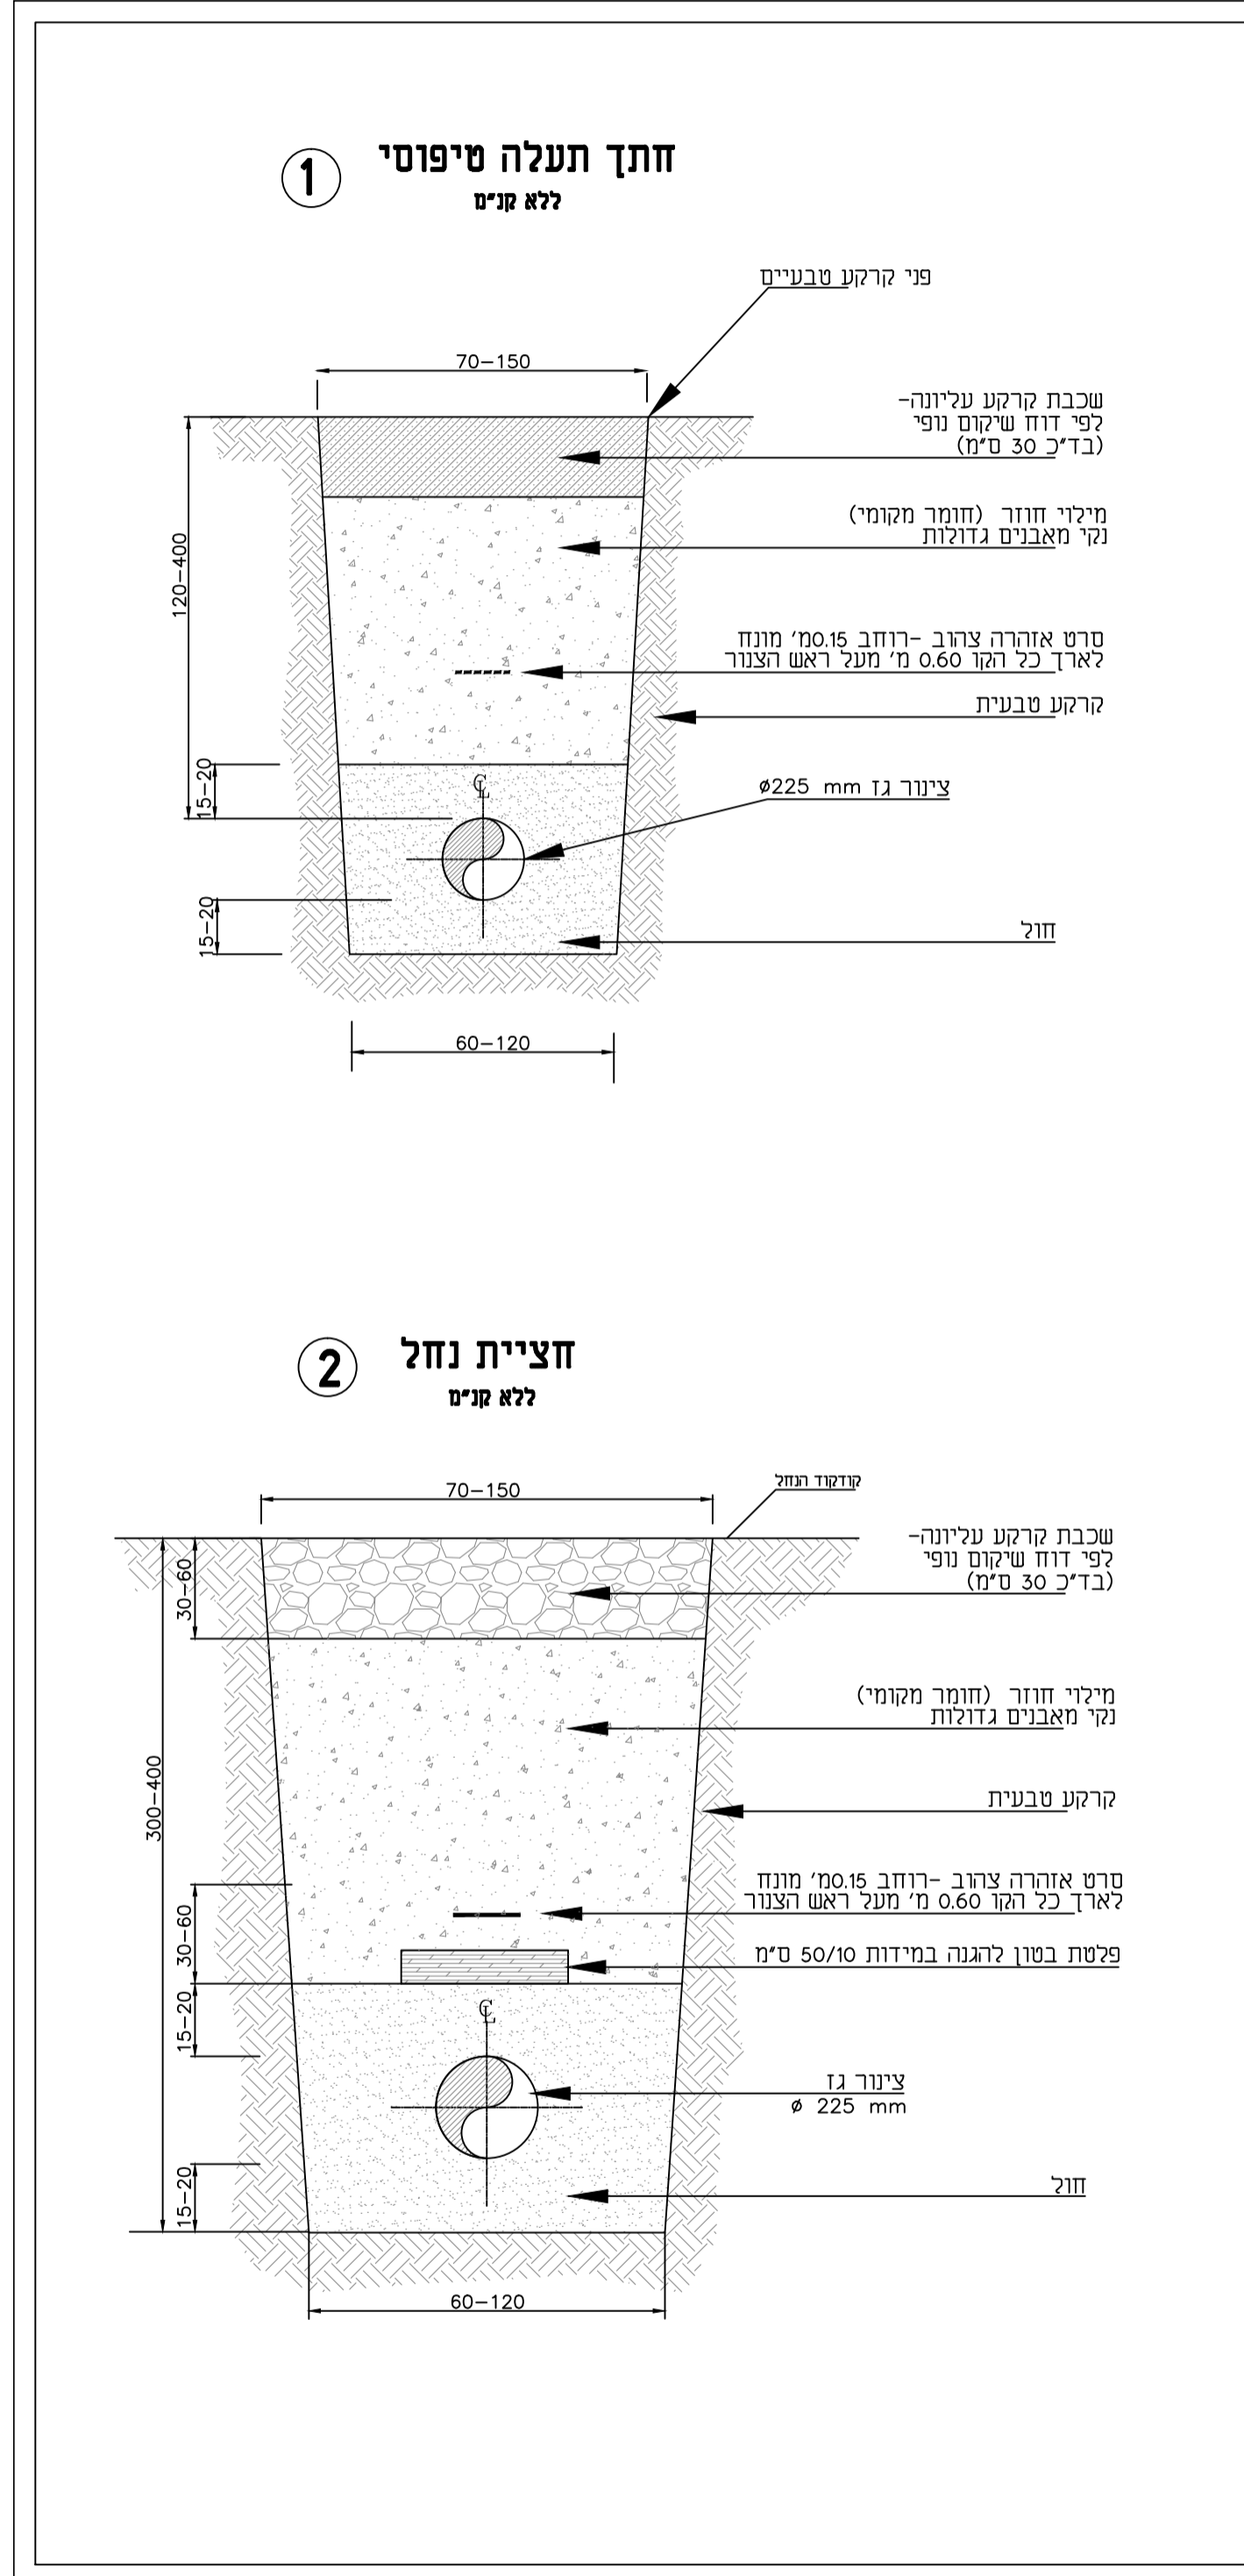 חתך תעלה טיפוסי
1
ללא קנ"מ
פני קרקע טבעיים
70-150
שכבת קרקע עליונה-
לפי דוח שיקום נופי
(בד"כ 30 ס"מ)
מילוי חוזר (חומר מקומי)
נקי מאבנים גדולות
120-400
סרט אזהרה צהוב -רוחב 0.15מ' מונח
לארך כל הקו 0.60 מ' מעל ראש הצנור
קרקע טבעית
15-20
צינור גז ø225 mm
CL
15-20
חול
60-120
חציית נחל
2
ללא קנ"מ
קודקוד הנחל
70-150
שכבת קרקע עליונה-
לפי דוח שיקום נופי
(בד"כ 30 ס"מ)
30-60
מילוי חוזר (חומר מקומי)
נקי מאבנים גדולות
300-400
קרקע טבעית
סרט אזהרה צהוב -רוחב 0.15מ' מונח
לארך כל הקו 0.60 מ' מעל ראש הצנור
30-60
פלטת בטון להגנה במידות 50/10 ס"מ
15-20
CL
צינור גז
ø 225 mm
15-20
חול
60-120